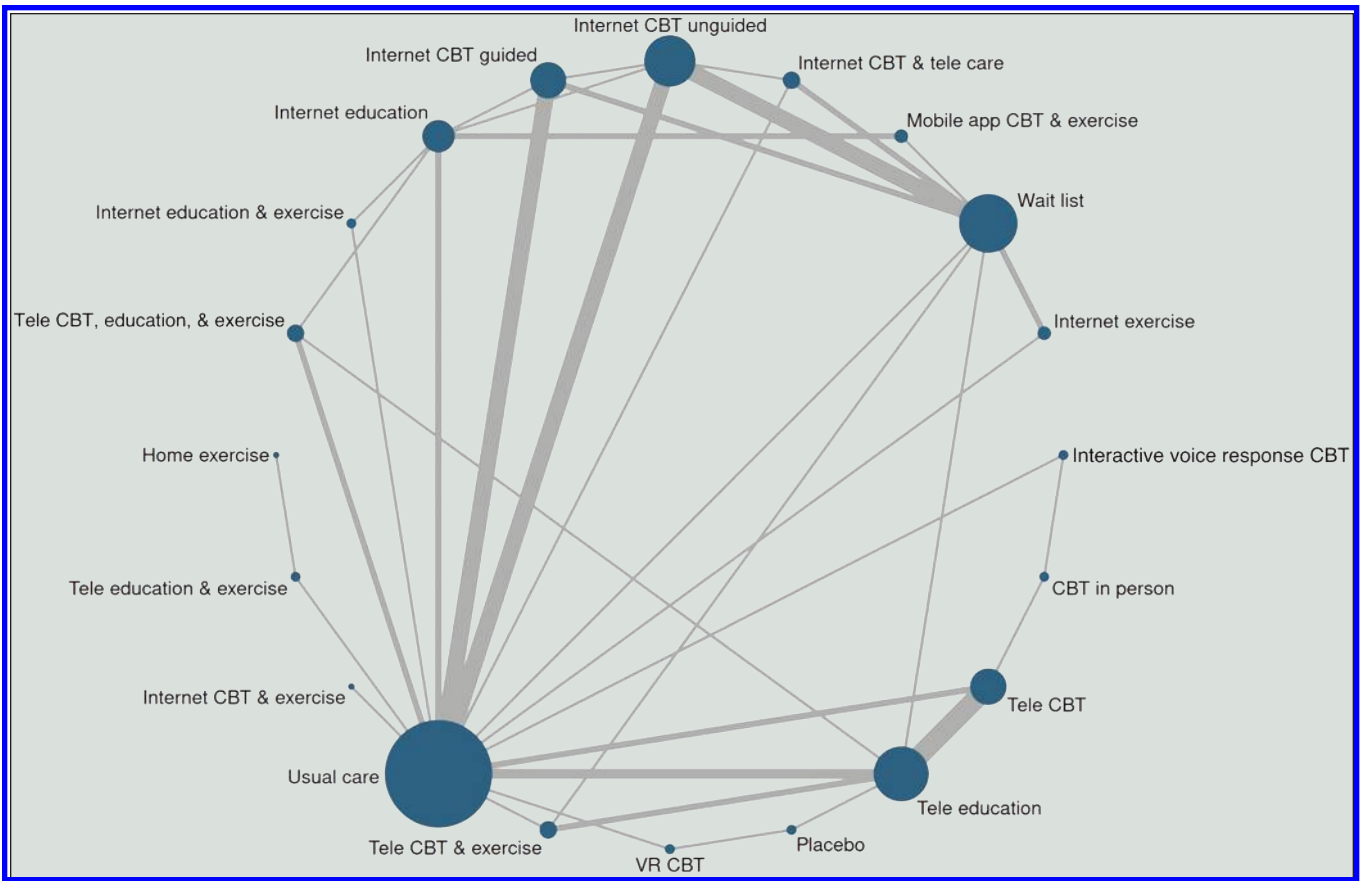 Internet CBT unguided
Internet CBT guided
Internet CBT & tele care
Internet education
Mobile app CBT & exercise
Wait list
Internet education & exercise
Tele CBT, education, & exercise
Internet exercise
Home exercise
Interactive voice response CBT
Tele education & exercise
CBT in person
Internet CBT & exercise
Tele CBT
Usual care
Tele education
Tele CBT & exercise
Placebo
VR CBT